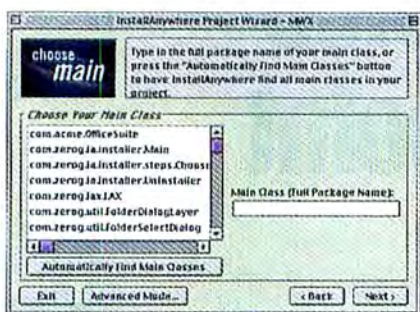 InstallAnywhere Project Wizard – MWX
choose
main
Type in the full package name of your main class, or
press the "Automatically Find Main Classes" button
to have InstallAnywhere find all main classes in your
project.
Choose Your Main Class
com.acme.OfficeSuite
com.zerog.ia.installer.Main
com.zerog.ia.installer.steps.Choosr
com.zerog.ia.installer.Uninstaller
com.zerog.lax.LAX
com.zerog.util.FolderDialogLayer
com.zerog.util.FolderSelectDialog
Main Class (Full Package Name):
Automatically Find Main Classes
Exit
Advanced Mode...
‹ Back
Next ›